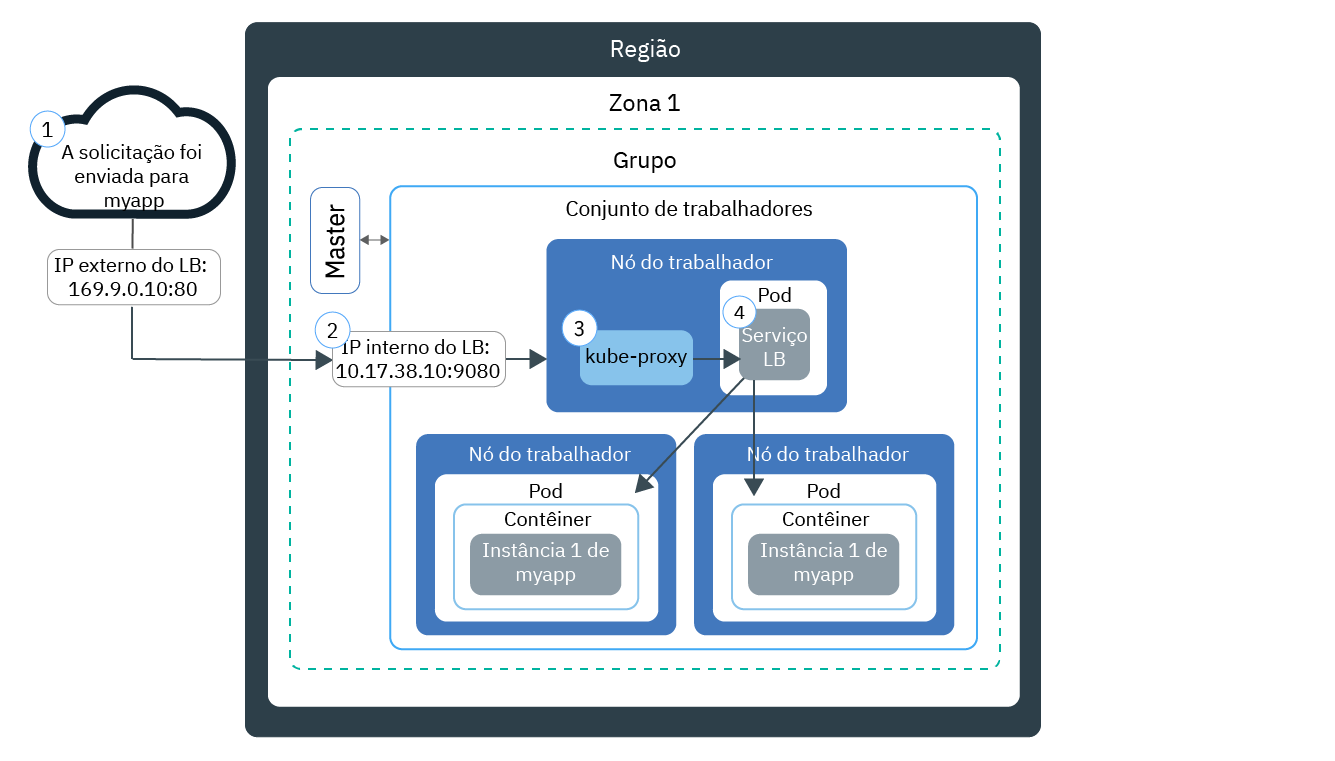 Região
Zona 1
Grupo
1
A solicitação foi
enviada para
myapp
IP externo do LB:
169.9.0.10:80
Master
Conjunto de trabalhadores
2
IP interno do LB:
10.17.38.10:9080
Nó do trabalhador
3
kube-proxy
Pod
4
Serviço
LB
Nó do trabalhador
Pod
Contêiner
Instância 1 de
myapp
Nó do trabalhador
Pod
Contêiner
Instância 1 de
myapp